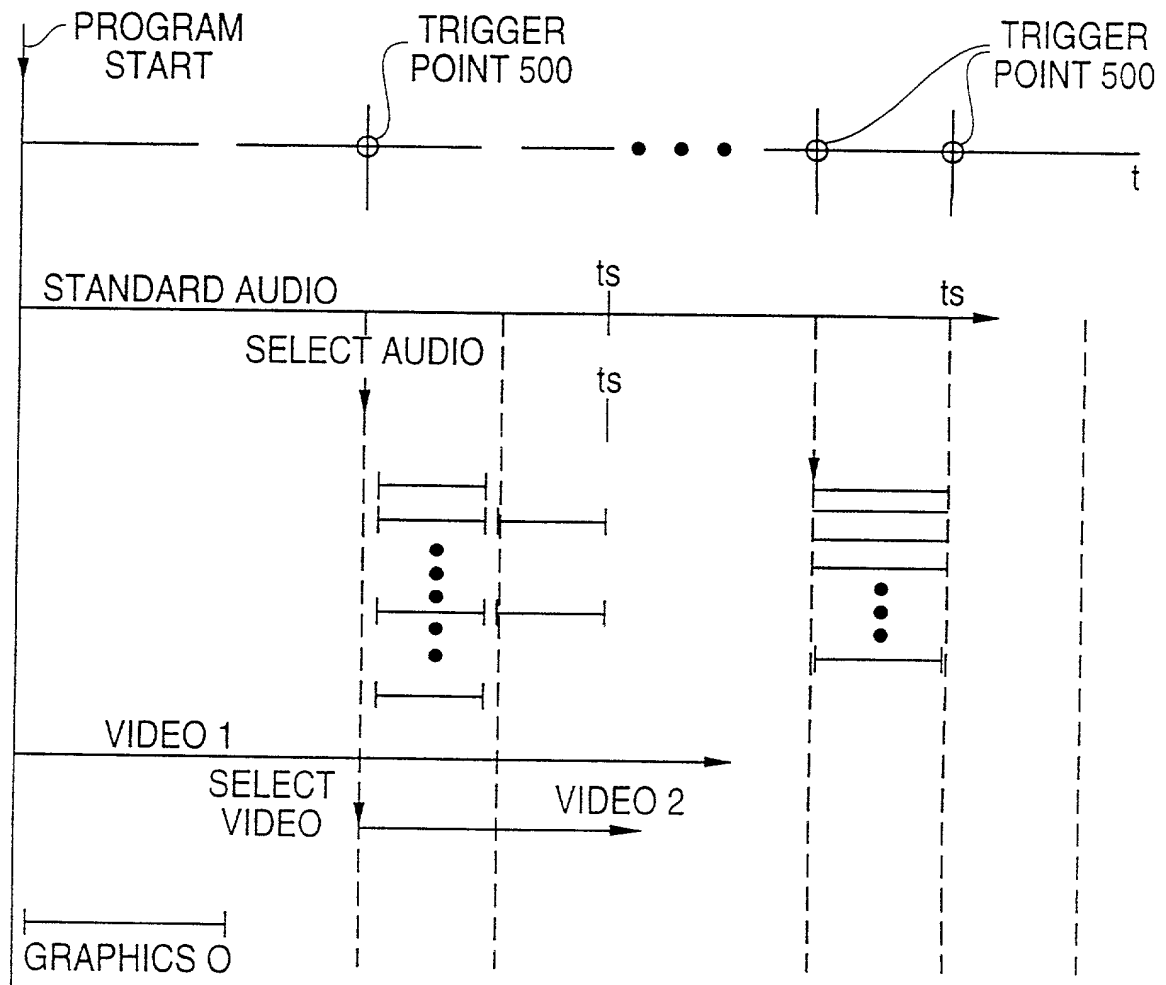 PROGRAM
START
TRIGGER
POINT 500
TRIGGER
POINT 500
t
STANDARD AUDIO
ts
ts
SELECT AUDIO
ts
VIDEO 1
SELECT
VIDEO
VIDEO 2
GRAPHICS O